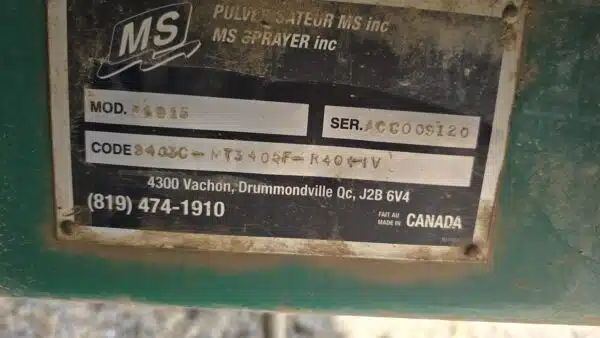 MS
PULVERISATEUR MS inc
MS SPRAYER inc
MOD.
SER.
CODE
4300 Vachon, Drummondville Qc, J2B 6V4
(819) 474-1910
FAIT AU
MADE IN CANADA